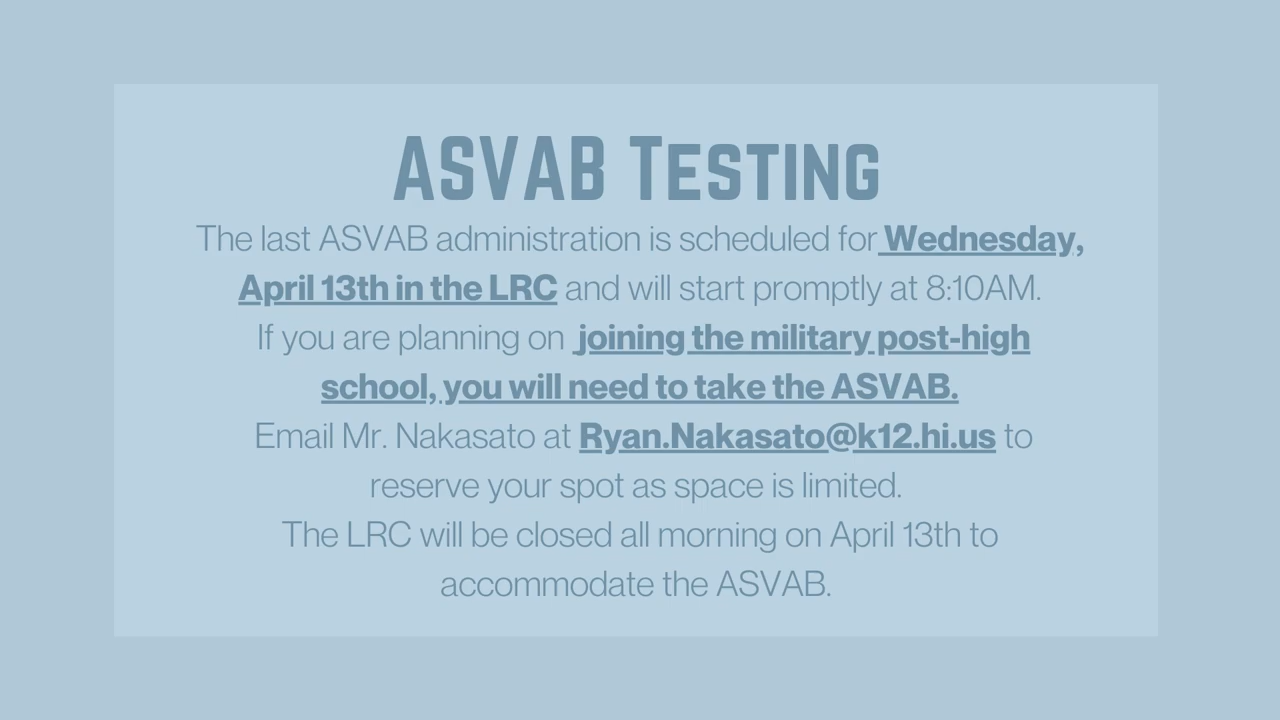 ASVAB Testing
The last ASVAB administration is scheduled for Wednesday,
April 13th in the LRC and will start promptly at 8:10AM.
If you are planning on joining the military post-high
school, you will need to take the ASVAB.
Email Mr. Nakasato at Ryan.Nakasato@k12.hi.us to
reserve your spot as space is limited.
The LRC will be closed all morning on April 13th to
accommodate the ASVAB.